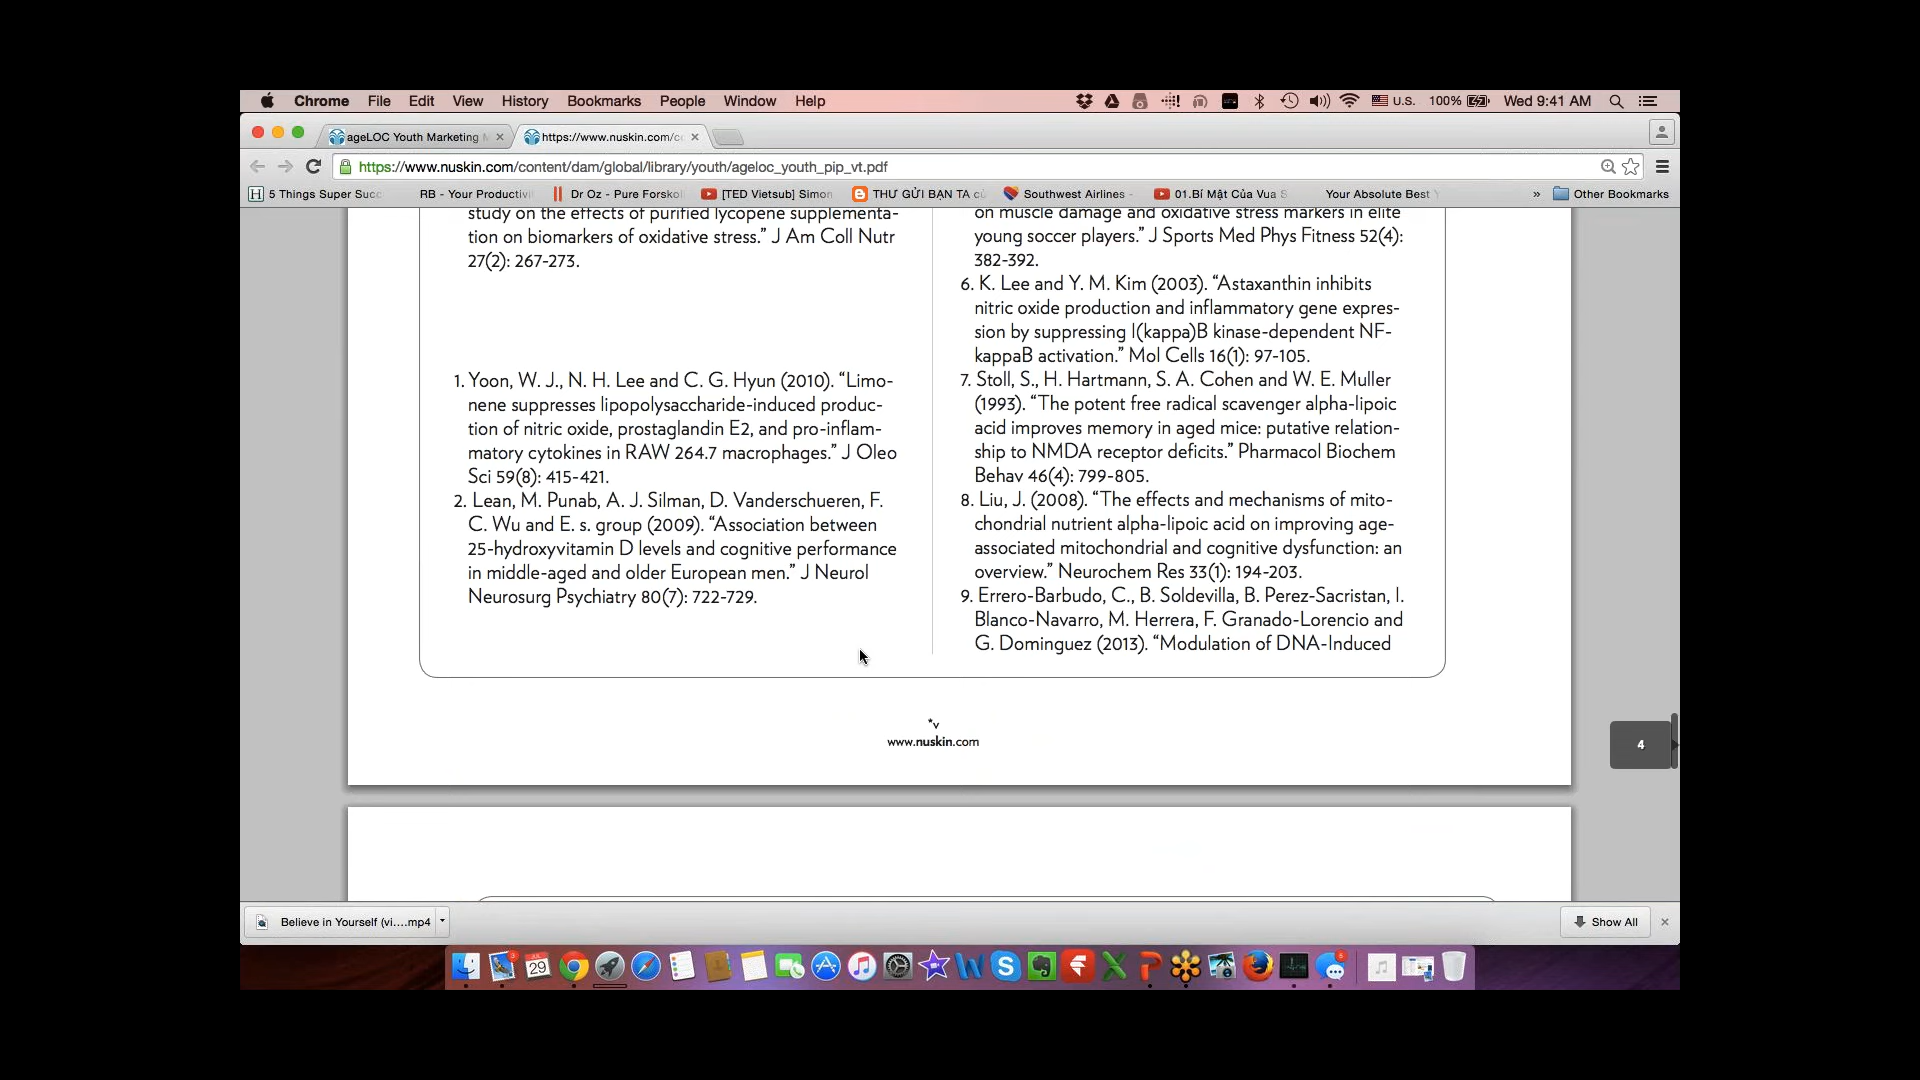 Chrome File Edit View History Bookmarks People Window Help
U.S. 100% Wed 9:41 AM
ageLOC Youth Marketing
https://www.nuskin.com/c
https://www.nuskin.com/content/dam/global/library/youth/ageloc_youth_pip_vt.pdf
5 Things Super Suc
RB - Your Productivi
Dr Oz - Pure Forskol
[TED Vietsub] Simon
THƯ GỬI BẠN TA
Southwest Airlines -
01.Bí Mật Của Vua
Your Absolute Best
» Other Bookmarks
study on the effects of purified lycopene supplementa-
tion on biomarkers of oxidative stress.” J Am Coll Nutr
27(2): 267-273.
1. Yoon, W. J., N. H. Lee and C. G. Hyun (2010). “Limo-
nene suppresses lipopolysaccharide-induced produc-
tion of nitric oxide, prostaglandin E2, and pro-inflam-
matory cytokines in RAW 264.7 macrophages.” J Oleo
Sci 59(8): 415-421.
2. Lean, M. Punab, A. J. Silman, D. Vanderschueren, F.
C. Wu and E. s. group (2009). “Association between
25-hydroxyvitamin D levels and cognitive performance
in middle-aged and older European men.” J Neurol
Neurosurg Psychiatry 80(7): 722-729.
on muscle damage and oxidative stress markers in elite
young soccer players.” J Sports Med Phys Fitness 52(4):
382-392.
6. K. Lee and Y. M. Kim (2003). “Astaxanthin inhibits
nitric oxide production and inflammatory gene expres-
sion by suppressing I(kappa)B kinase-dependent NF-
kappaB activation.” Mol Cells 16(1): 97-105.
7. Stoll, S., H. Hartmann, S. A. Cohen and W. E. Muller
(1993). “The potent free radical scavenger alpha-lipoic
acid improves memory in aged mice: putative relation-
ship to NMDA receptor deficits.” Pharmacol Biochem
Behav 46(4): 799-805.
8. Liu, J. (2008). “The effects and mechanisms of mito-
chondrial nutrient alpha-lipoic acid on improving age-
associated mitochondrial and cognitive dysfunction: an
overview.” Neurochem Res 33(1): 194-203.
9. Errero-Barbudo, C., B. Soldevilla, B. Perez-Sacristan, I.
Blanco-Navarro, M. Herrera, F. Granado-Lorencio and
G. Dominguez (2013). “Modulation of DNA-Induced
*v
www.nuskin.com
4
Believe in Yourself (vi....mp4
Show All
29